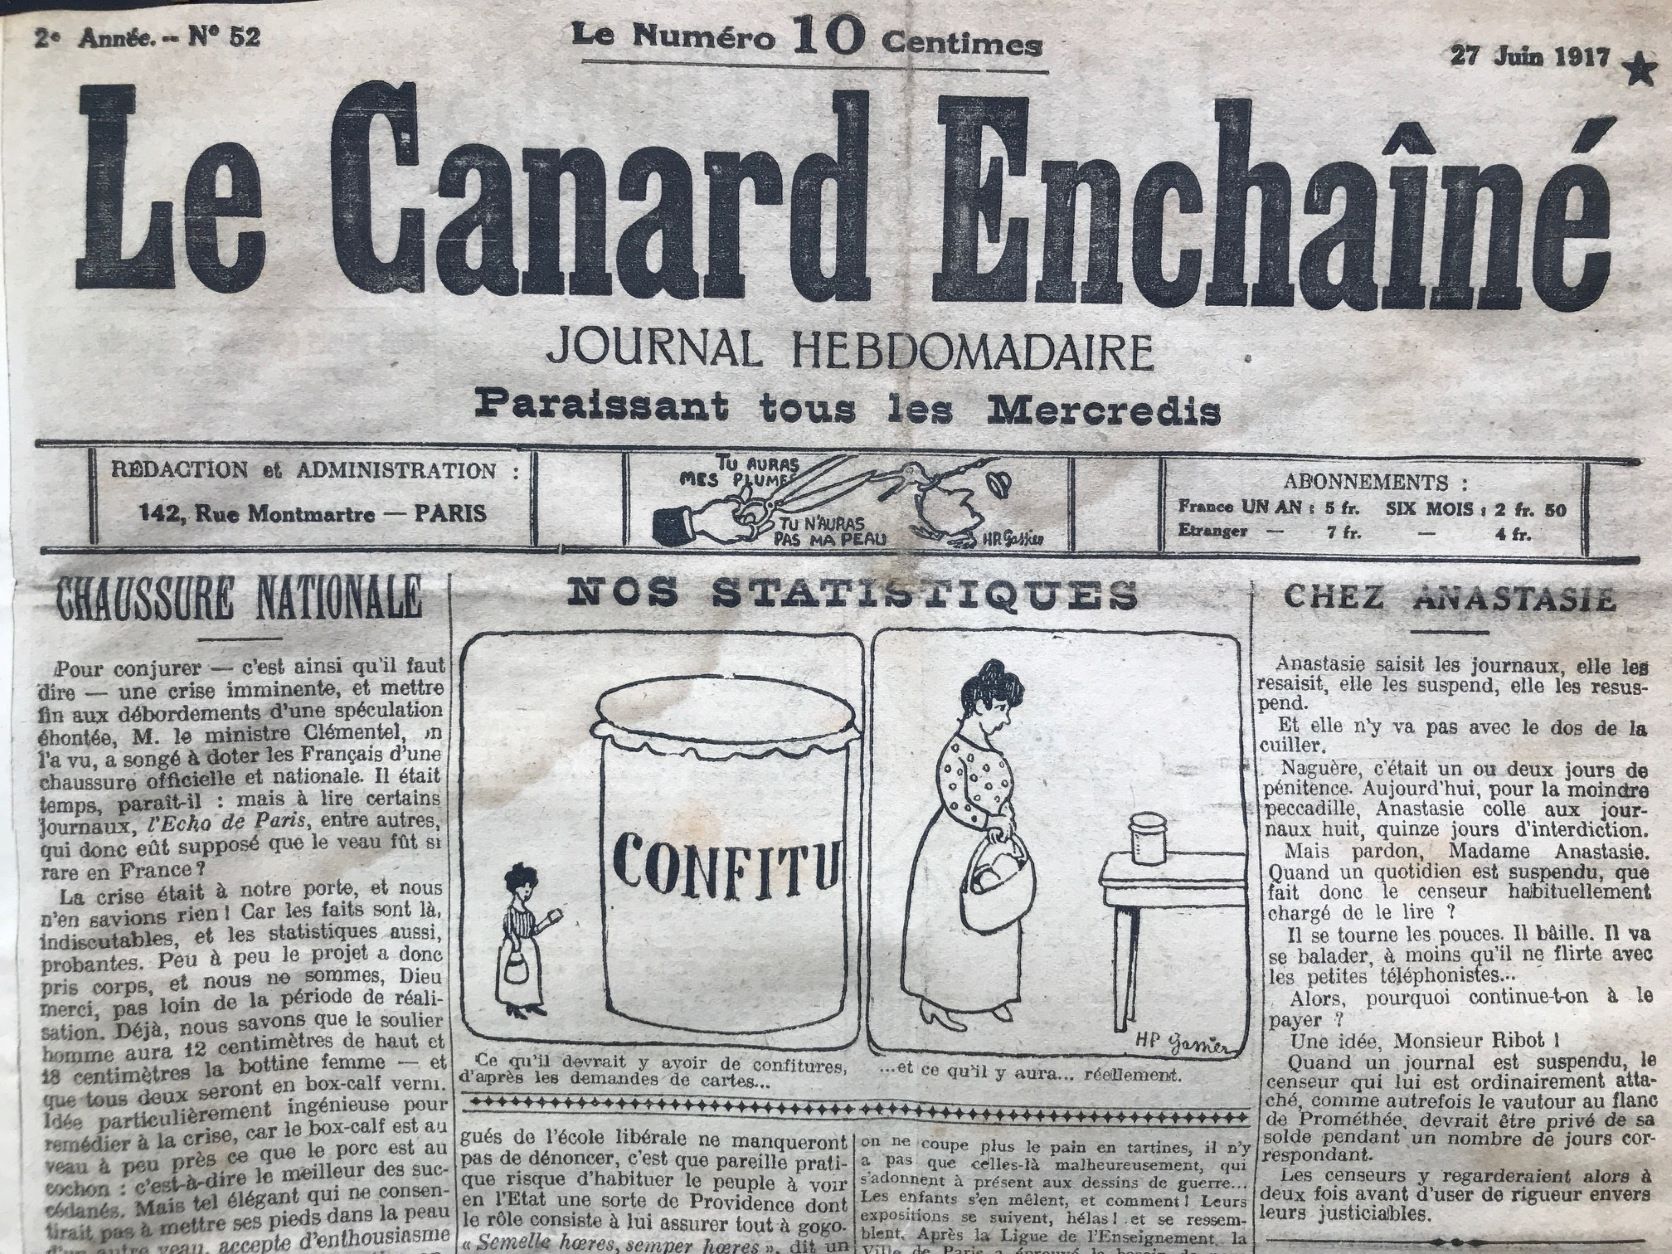 2e Année. -- No 52
Le Numéro 10 Centimes
27 Juin 1917
Le Canard Enchaîné
JOURNAL HEBDOMADAIRE
Paraissant tous les Mercredis
RÉDACTION et ADMINISTRATION :
142, Rue Montmartre — PARIS
TU AURAS
MES PLUMES
TU N'AURAS
PAS MA PEAU
HP. Gassier
ABONNEMENTS :
France UN AN : 5 fr. SIX MOIS : 2 fr. 50
Etranger — 7 fr. — 4 fr.
CHAUSSURE NATIONALE
Pour conjurer — c'est ainsi qu'il faut
dire — une crise imminente, et mettre
fin aux débordements d'une spéculation
éhontée, M. le ministre Clémentel, on
l'a vu, a songé à doter les Français d'une
chaussure officielle et nationale. Il était
temps, paraît-il : mais à lire certains
journaux, l'Echo de Paris, entre autres,
qui donc eût supposé que le veau fût si
rare en France ?
La crise était à notre porte, et nous
n'en savions rien ! Car les faits sont là,
indiscutables, et les statistiques aussi,
probantes. Peu à peu le projet a donc
pris corps, et nous ne sommes, Dieu
merci, pas loin de la période de réali-
sation. Déjà, nous savons que le soulier
homme aura 12 centimètres de haut et
18 centimètres la bottine femme — et
que tous deux seront en box-calf verni.
Idée particulièrement ingénieuse pour
remédier à la crise, car le box-calf est au
veau à peu près ce que le porc est au
cochon : c'est-à-dire le meilleur des suc-
cédanés. Mais tel élégant qui ne consen-
tirait pas à mettre ses pieds dans la peau
d'un autre veau, accepte d'enthousiasme
NOS STATISTIQUES
CONFITU
HP Gassier
Ce qu'il devrait y avoir de confitures,
d'après les demandes de cartes...
...et ce qu'il y aura... réellement.
gués de l'école libérale ne manqueront
pas de dénoncer, c'est que pareille prati-
que risque d'habituer le peuple à voir
en l'Etat une sorte de Providence dont
le rôle consiste à lui assurer tout à gogo.
« Semelle hœres, semper hœres », dit un
on ne coupe plus le pain en tartines, il n'y
a pas que celles-là malheureusement, qui
s'adonnent à présent aux dessins de guerre...
Les enfants s'en mêlent, et comment ! Leurs
expositions se suivent, hélas ! et se ressem-
blent. Après la Ligue de l'Enseignement, la
Ville de Paris a éprouvé le besoin de
CHEZ ANASTASIE
Anastasie saisit les journaux, elle les
resaisit, elle les suspend, elle les resus-
pend.
Et elle n'y va pas avec le dos de la
cuiller.
Naguère, c'était un ou deux jours de
pénitence. Aujourd'hui, pour la moindre
peccadille, Anastasie colle aux jour-
naux huit, quinze jours d'interdiction.
Mais pardon, Madame Anastasie.
Quand un quotidien est suspendu, que
fait donc le censeur habituellement
chargé de le lire ?
Il se tourne les pouces. Il bâille. Il va
se balader, à moins qu'il ne flirte avec
les petites téléphonistes...
Alors, pourquoi continue-t-on à le
payer ?
Une idée, Monsieur Ribot !
Quand un journal est suspendu, le
censeur qui lui est ordinairement atta-
ché, comme autrefois le vautour au flanc
de Prométhée, devrait être privé de sa
solde pendant un nombre de jours cor-
respondant.
Les censeurs y regarderaient alors à
deux fois avant d'user de rigueur envers
leurs justiciables.